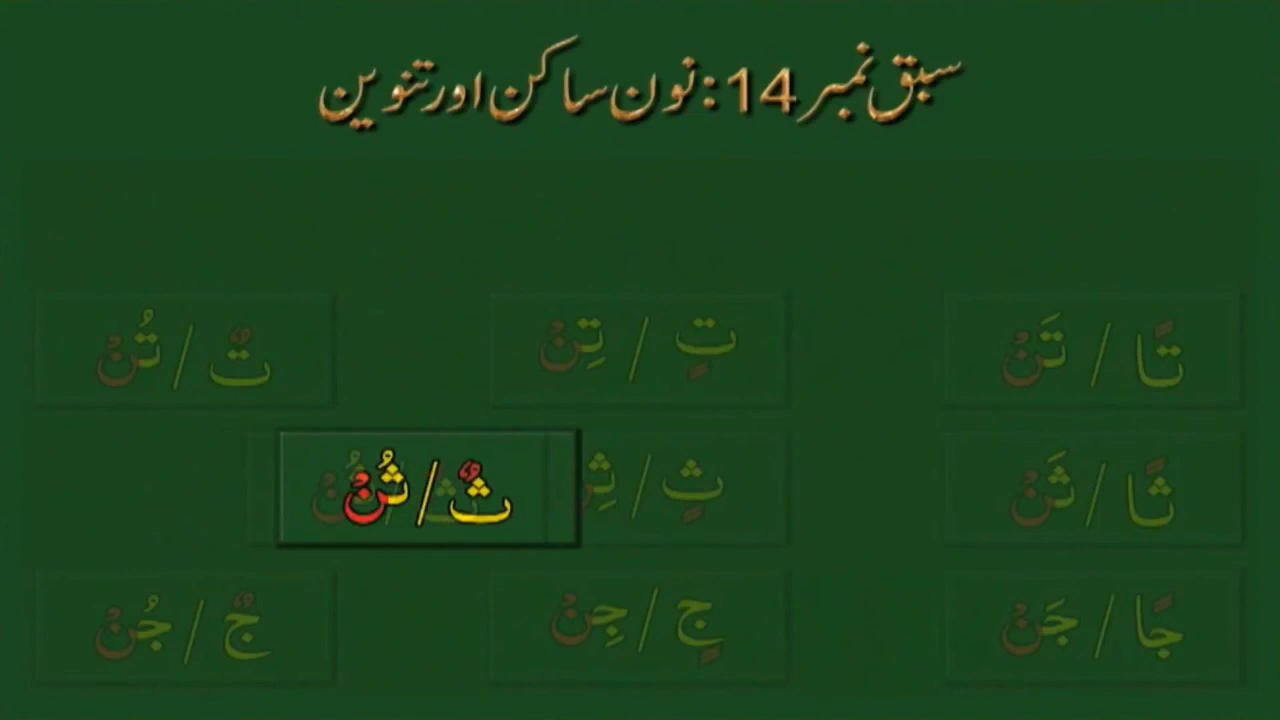 سبق نمبر 14: نون ساکن اور تنوین
تًا / تَنْ تٍ / تِنْ تٌ / تُنْ
ثًا / ثَنْ ثٍ / ثِنْ ثٌ / ثُنْ
جًا / جَنْ جٍ / جِنْ جٌ / جُنْ